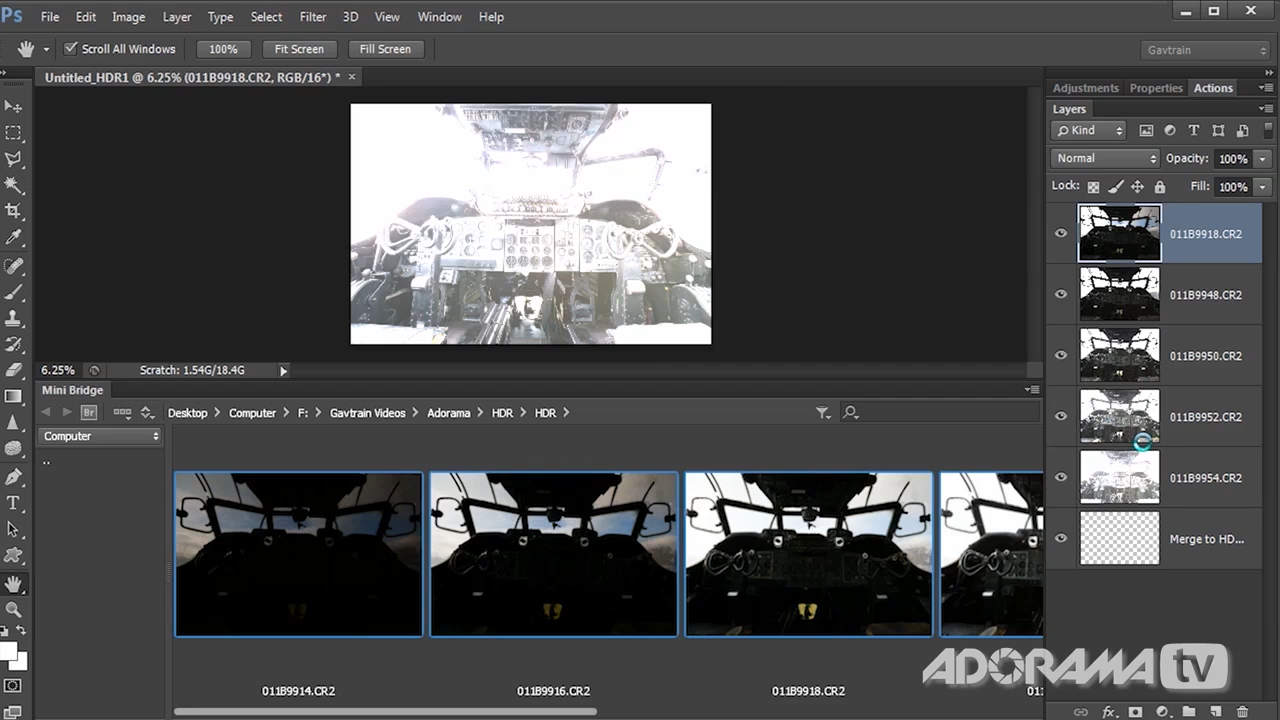 Ps File Edit Image Layer Type Select Filter 3D View Window Help
Scroll All Windows 100% Fit Screen Fill Screen Gavtrain
Untitled_HDR1 @ 6.25% (011B9918.CR2, RGB/16*) *
Adjustments Properties Actions
Layers
Kind
Normal Opacity: 100%
Lock: Fill: 100%
011B9918.CR2
011B9948.CR2
011B9950.CR2
011B9952.CR2
011B9954.CR2
Merge to HD...
6.25% Scratch: 1.54G/18.4G
Mini Bridge
Br Desktop Computer F: Gavtrain Videos Adorama HDR HDR
Computer
..
011B9914.CR2 011B9916.CR2 011B9918.CR2
ADORAMA tv
fx